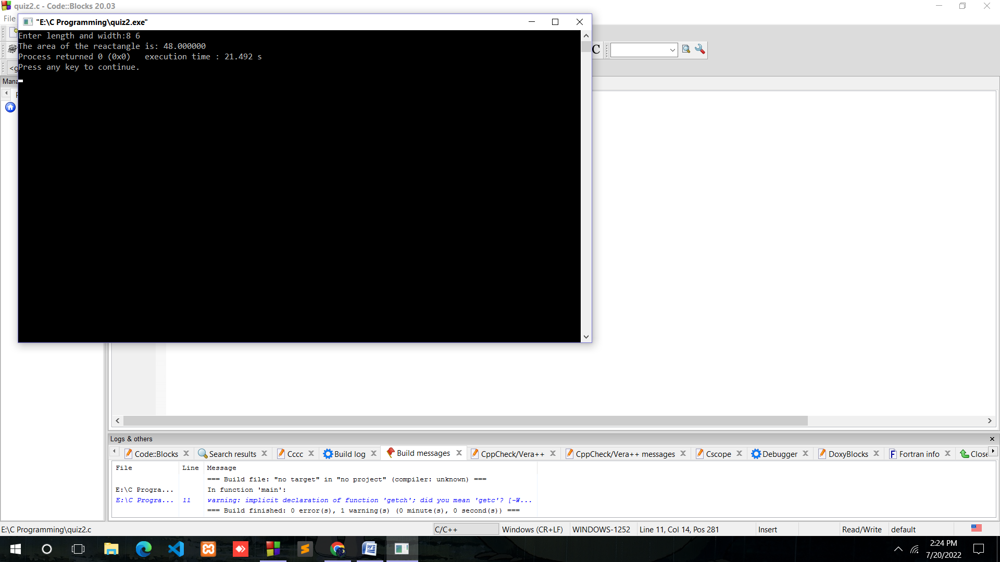 quiz2.c - Code::Blocks 20.03
File
"E:\C Programming\quiz2.exe"
Enter length and width:8 6
The area of the reactangle is: 48.000000
Process returned 0 (0x0)   execution time : 21.492 s
Press any key to continue.
C
<g
Mana
Logs & others
Code::Blocks
Search results
Cccc
Build log
Build messages
CppCheck/Vera++
CppCheck/Vera++ messages
Cscope
Debugger
DoxyBlocks
Fortran info
Close
File Line Message
=== Build file: "no target" in "no project" (compiler: unknown) ===
E:\C Progra... In function 'main':
E:\C Progra... 11 warning: implicit declaration of function 'getch'; did you mean 'getc'? [-W...
=== Build finished: 0 error(s), 1 warning(s) (0 minute(s), 0 second(s)) ===
E:\C Programming\quiz2.c
C/C++
Windows (CR+LF)
WINDOWS-1252
Line 11, Col 14, Pos 281
Insert
Read/Write
default
2:24 PM
7/20/2022